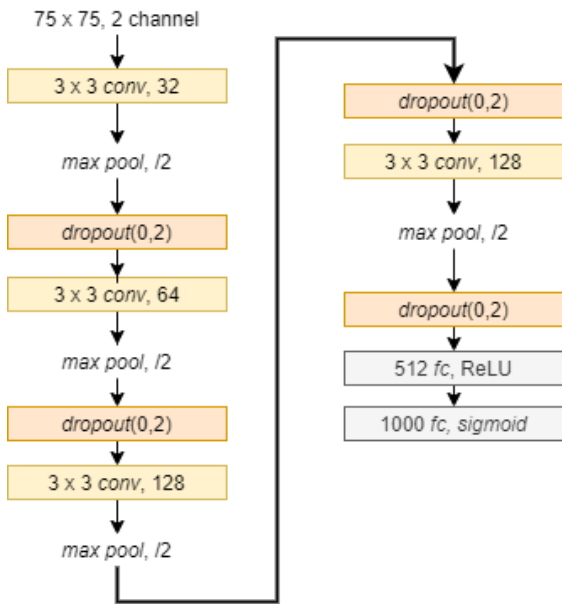 75 x 75, 2 channel
3 x 3 conv, 32
max pool, /2
dropout(0,2)
3 x 3 conv, 64
max pool, /2
dropout(0,2)
3 x 3 conv, 128
max pool, /2
dropout(0,2)
3 x 3 conv, 128
max pool, /2
dropout(0,2)
512 fc, ReLU
1000 fc, sigmoid